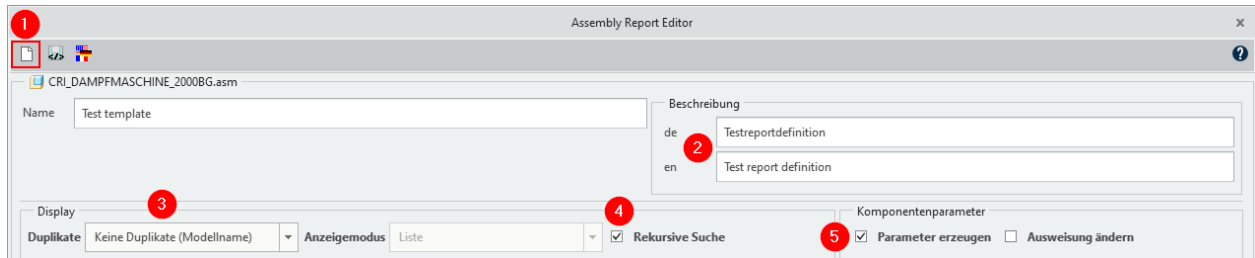 1
Assembly Report Editor
x
</>
?
CRI_DAMPFMASCHINE_2000BG.asm
Name Test template
Beschreibung
de Testreportdefinition
2
en Test report definition
3
4
Display
Duplikate Keine Duplikate (Modellname) Anzeigemodus Liste Rekursive Suche
Komponentenparameter
5 Parameter erzeugen Ausweisung ändern